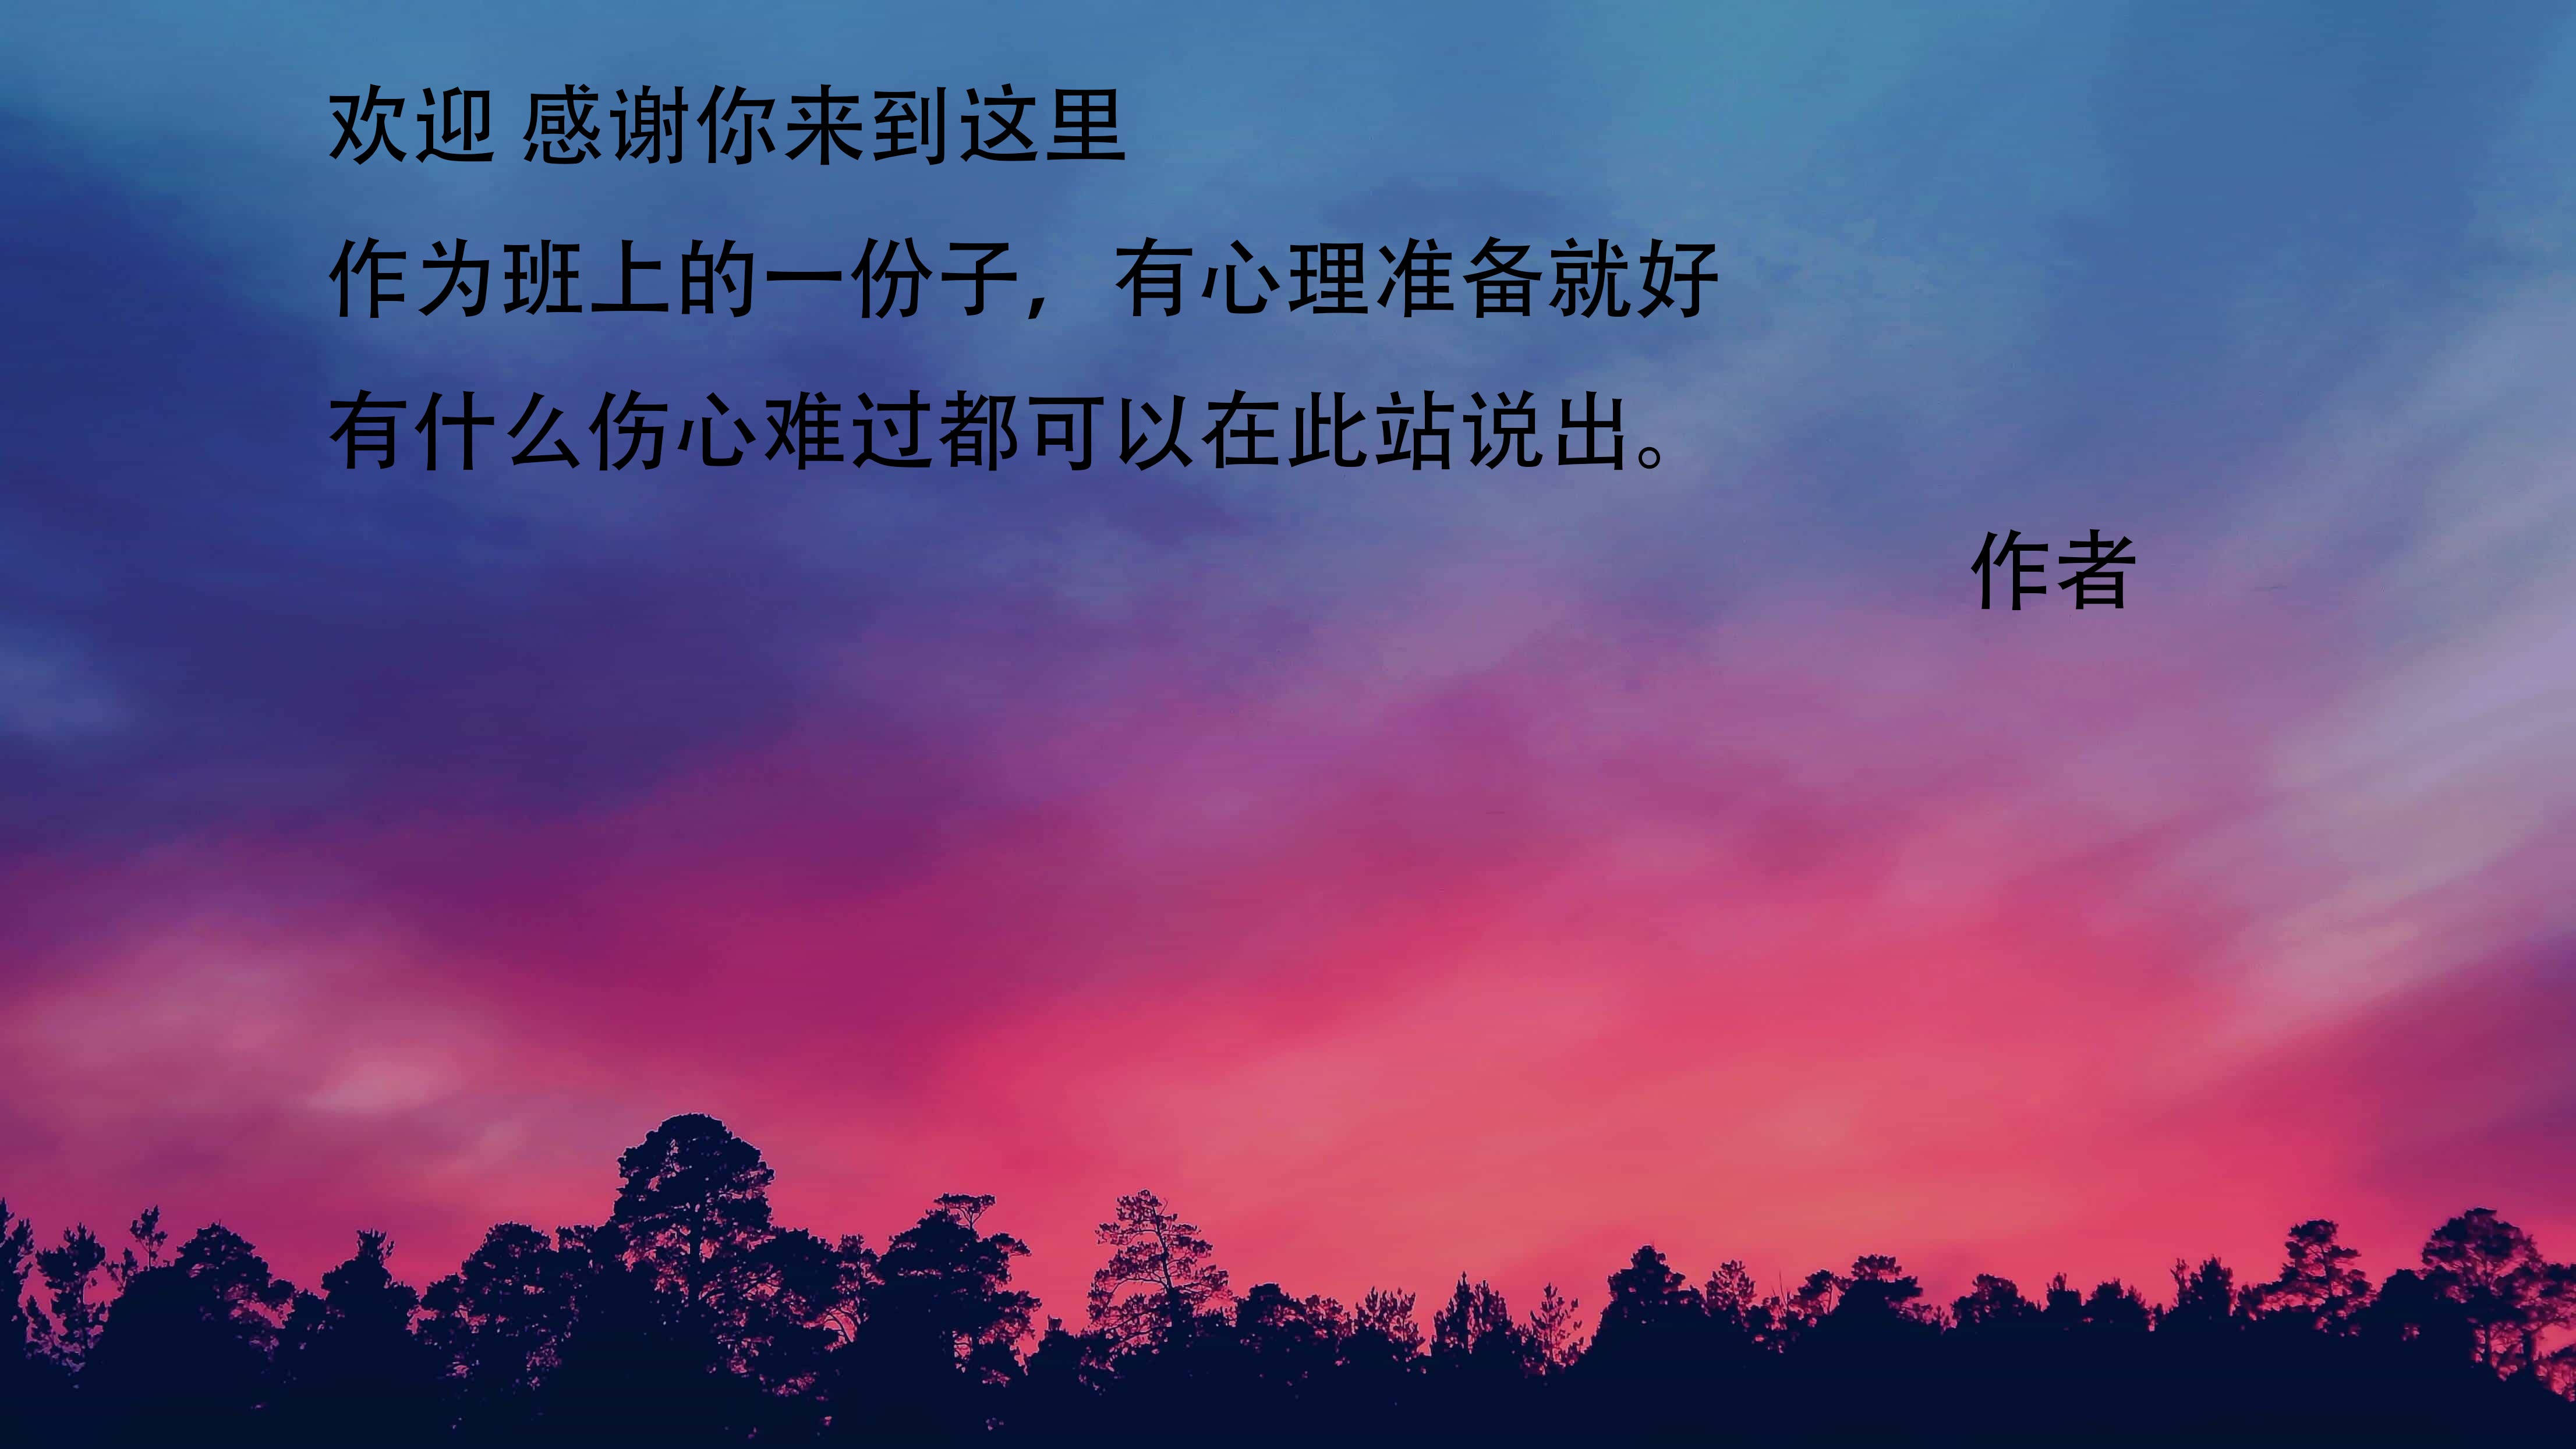 欢迎 感谢你来到这里
作为班上的一份子，有心理准备就好
有什么伤心难过都可以在此站说出。
作者